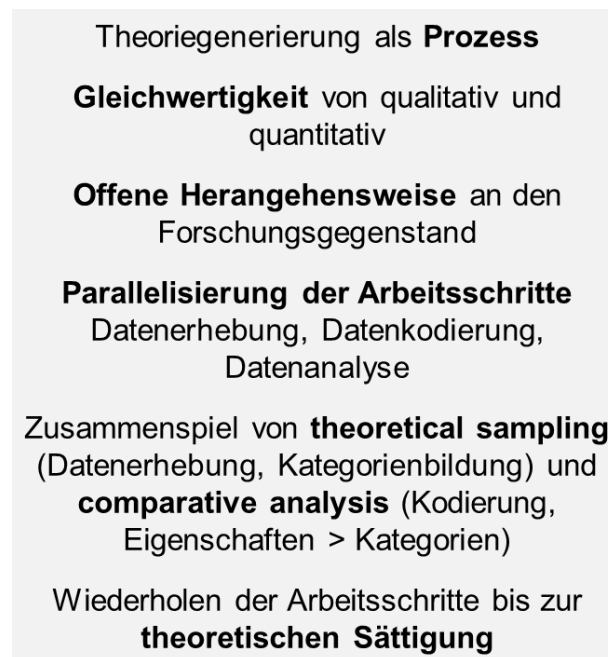 Theoriegenerierung als Prozess
Gleichwertigkeit von qualitativ und
quantitativ
Offene Herangehensweise an den
Forschungsgegenstand
Parallelisierung der Arbeitsschritte
Datenerhebung, Datenkodierung,
Datenanalyse
Zusammenspiel von theoretical sampling
(Datenerhebung, Kategorienbildung) und
comparative analysis (Kodierung,
Eigenschaften > Kategorien)
Wiederholen der Arbeitsschritte bis zur
theoretischen Sättigung